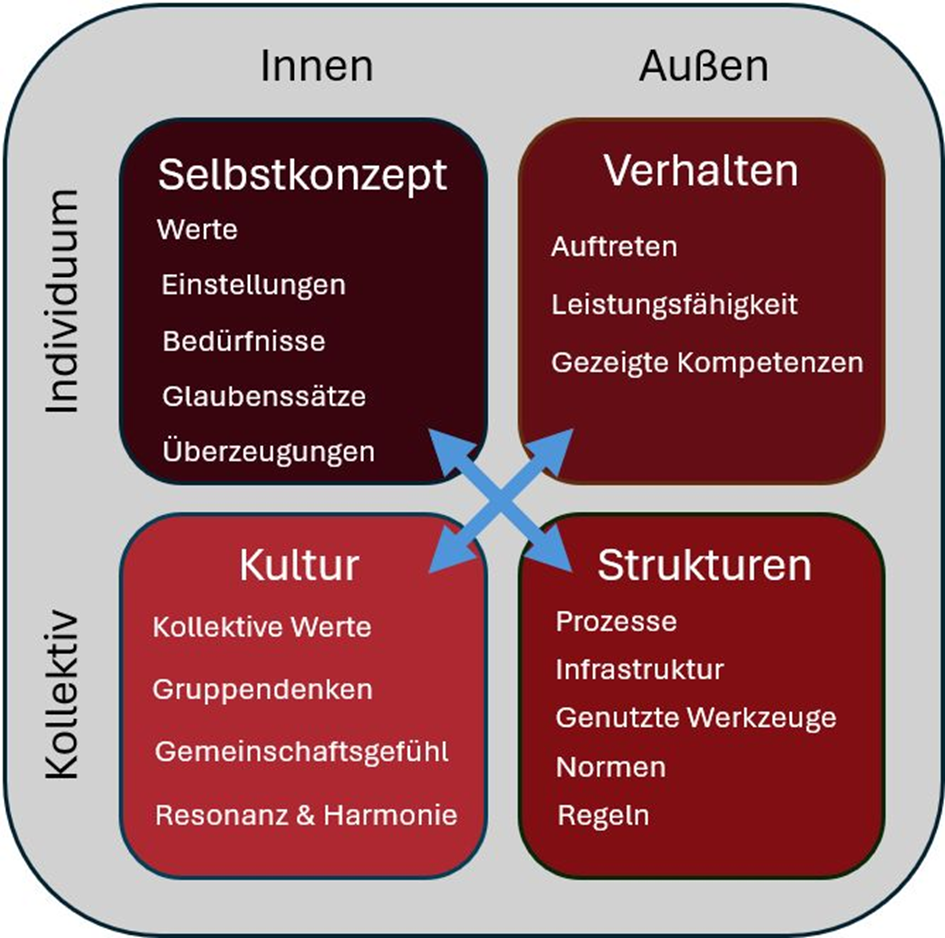 Innen
Außen
Individuum
Selbstkonzept
Werte
Einstellungen
Bedürfnisse
Glaubenssätze
Überzeugungen
Verhalten
Auftreten
Leistungsfähigkeit
Gezeigte Kompetenzen
Kollektiv
Kultur
Kollektive Werte
Gruppendenken
Gemeinschaftsgefühl
Resonanz & Harmonie
Strukturen
Prozesse
Infrastruktur
Genutzte Werkzeuge
Normen
Regeln